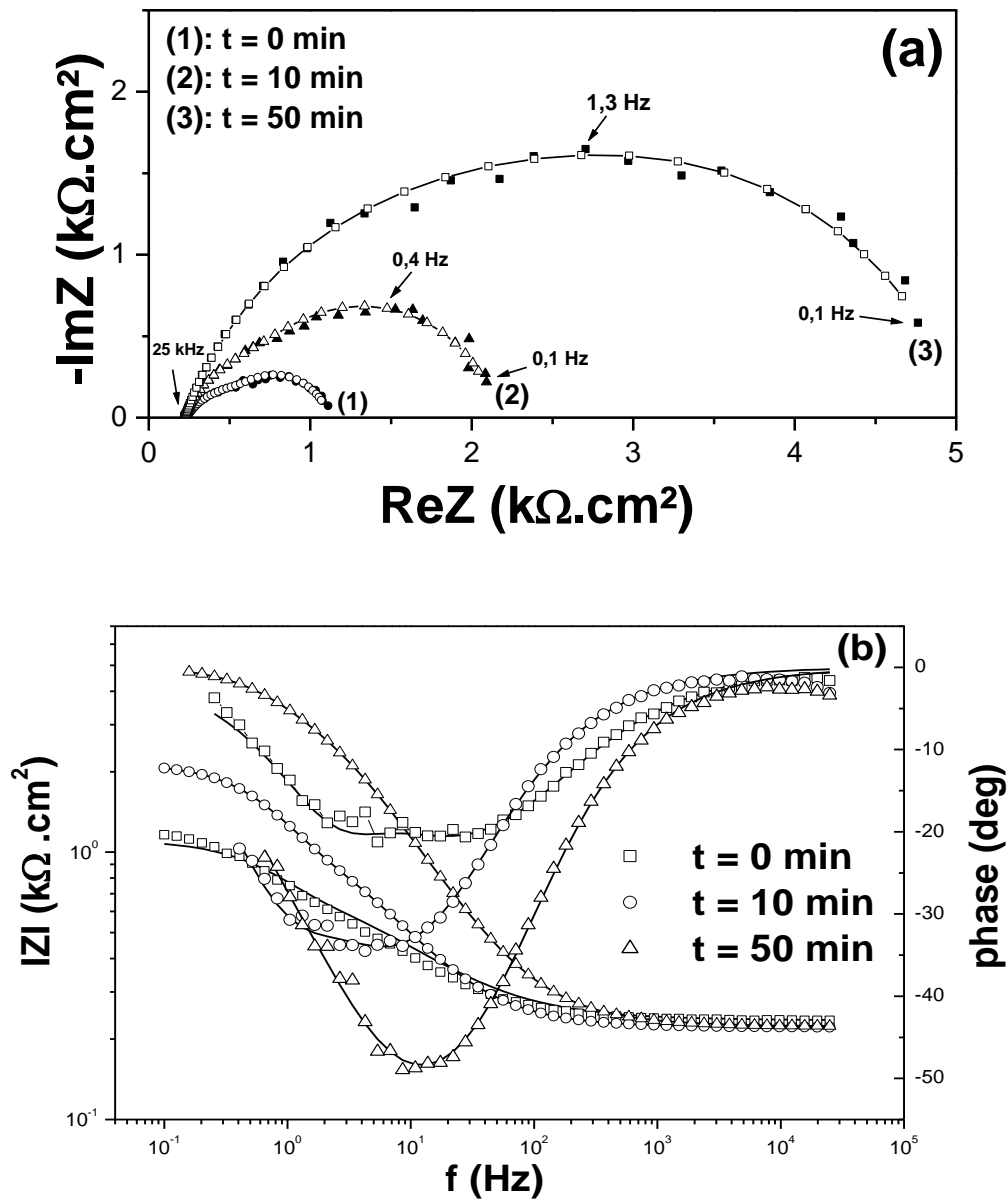 (a)
(1): t = 0 min
(2): t = 10 min
(3): t = 50 min
1,3 Hz
0,4 Hz
25 kHz
0,1 Hz
0,1 Hz
(1)
(2)
(3)
2
1
0
0 1 2 3 4 5
-ImZ (kΩ.cm²)
ReZ (kΩ.cm²)
(b)
10⁰
10⁻¹
0
-10
-20
-30
-40
-50
t = 0 min
t = 10 min
t = 50 min
10⁻¹ 10⁰ 10¹ 10² 10³ 10⁴ 10⁵
IZI (kΩ .cm²)
phase (deg)
f (Hz)